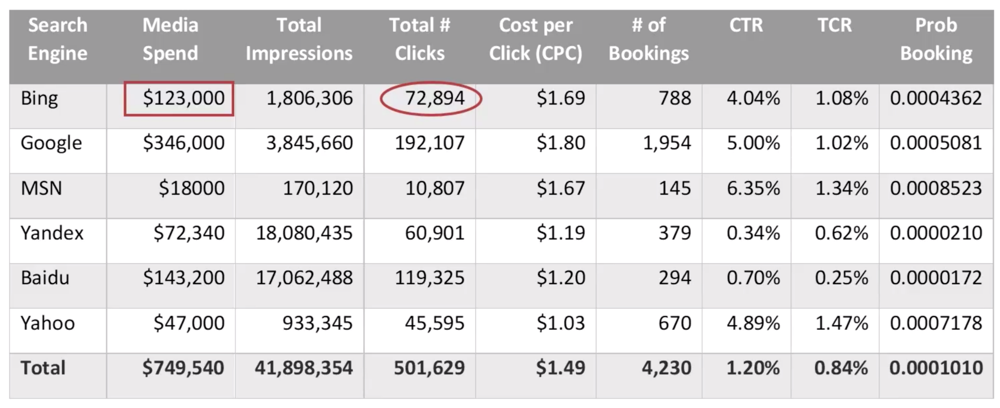 Search Engine Media Spend Total Impressions Total # Clicks Cost per Click (CPC) # of Bookings CTR TCR Prob Booking
Bing $123,000 1,806,306 72,894 $1.69 788 4.04% 1.08% 0.0004362
Google $346,000 3,845,660 192,107 $1.80 1,954 5.00% 1.02% 0.0005081
MSN $18000 170,120 10,807 $1.67 145 6.35% 1.34% 0.0008523
Yandex $72,340 18,080,435 60,901 $1.19 379 0.34% 0.62% 0.0000210
Baidu $143,200 17,062,488 119,325 $1.20 294 0.70% 0.25% 0.0000172
Yahoo $47,000 933,345 45,595 $1.03 670 4.89% 1.47% 0.0007178
Total $749,540 41,898,354 501,629 $1.49 4,230 1.20% 0.84% 0.0001010